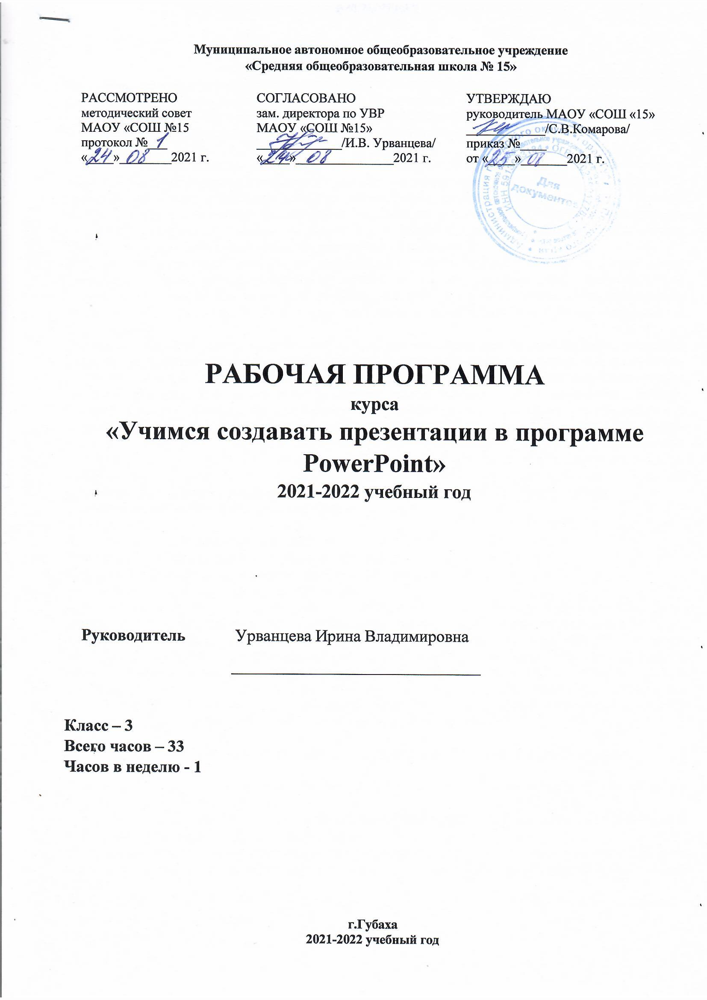 Муниципальное автономное общеобразовательное учреждение
«Средняя общеобразовательная школа № 15»
РАССМОТРЕНО
методический совет
МАОУ «СОШ №15
протокол № 1
«24» 08 2021 г.
СОГЛАСОВАНО
зам. директора по УВР
МАОУ «СОШ №15»
/И.В. Урванцева/
«24» 08 2021 г.
УТВЕРЖДАЮ
руководитель МАОУ «СОШ «15»
/С.В.Комарова/
приказ №
от «25» 08 2021 г.
Для
документов
РАБОЧАЯ ПРОГРАММА
курса
«Учимся создавать презентации в программе
PowerPoint»
2021-2022 учебный год
Руководитель Урванцева Ирина Владимировна
Класс – 3
Всего часов – 33
Часов в неделю - 1
г.Губаха
2021-2022 учебный год